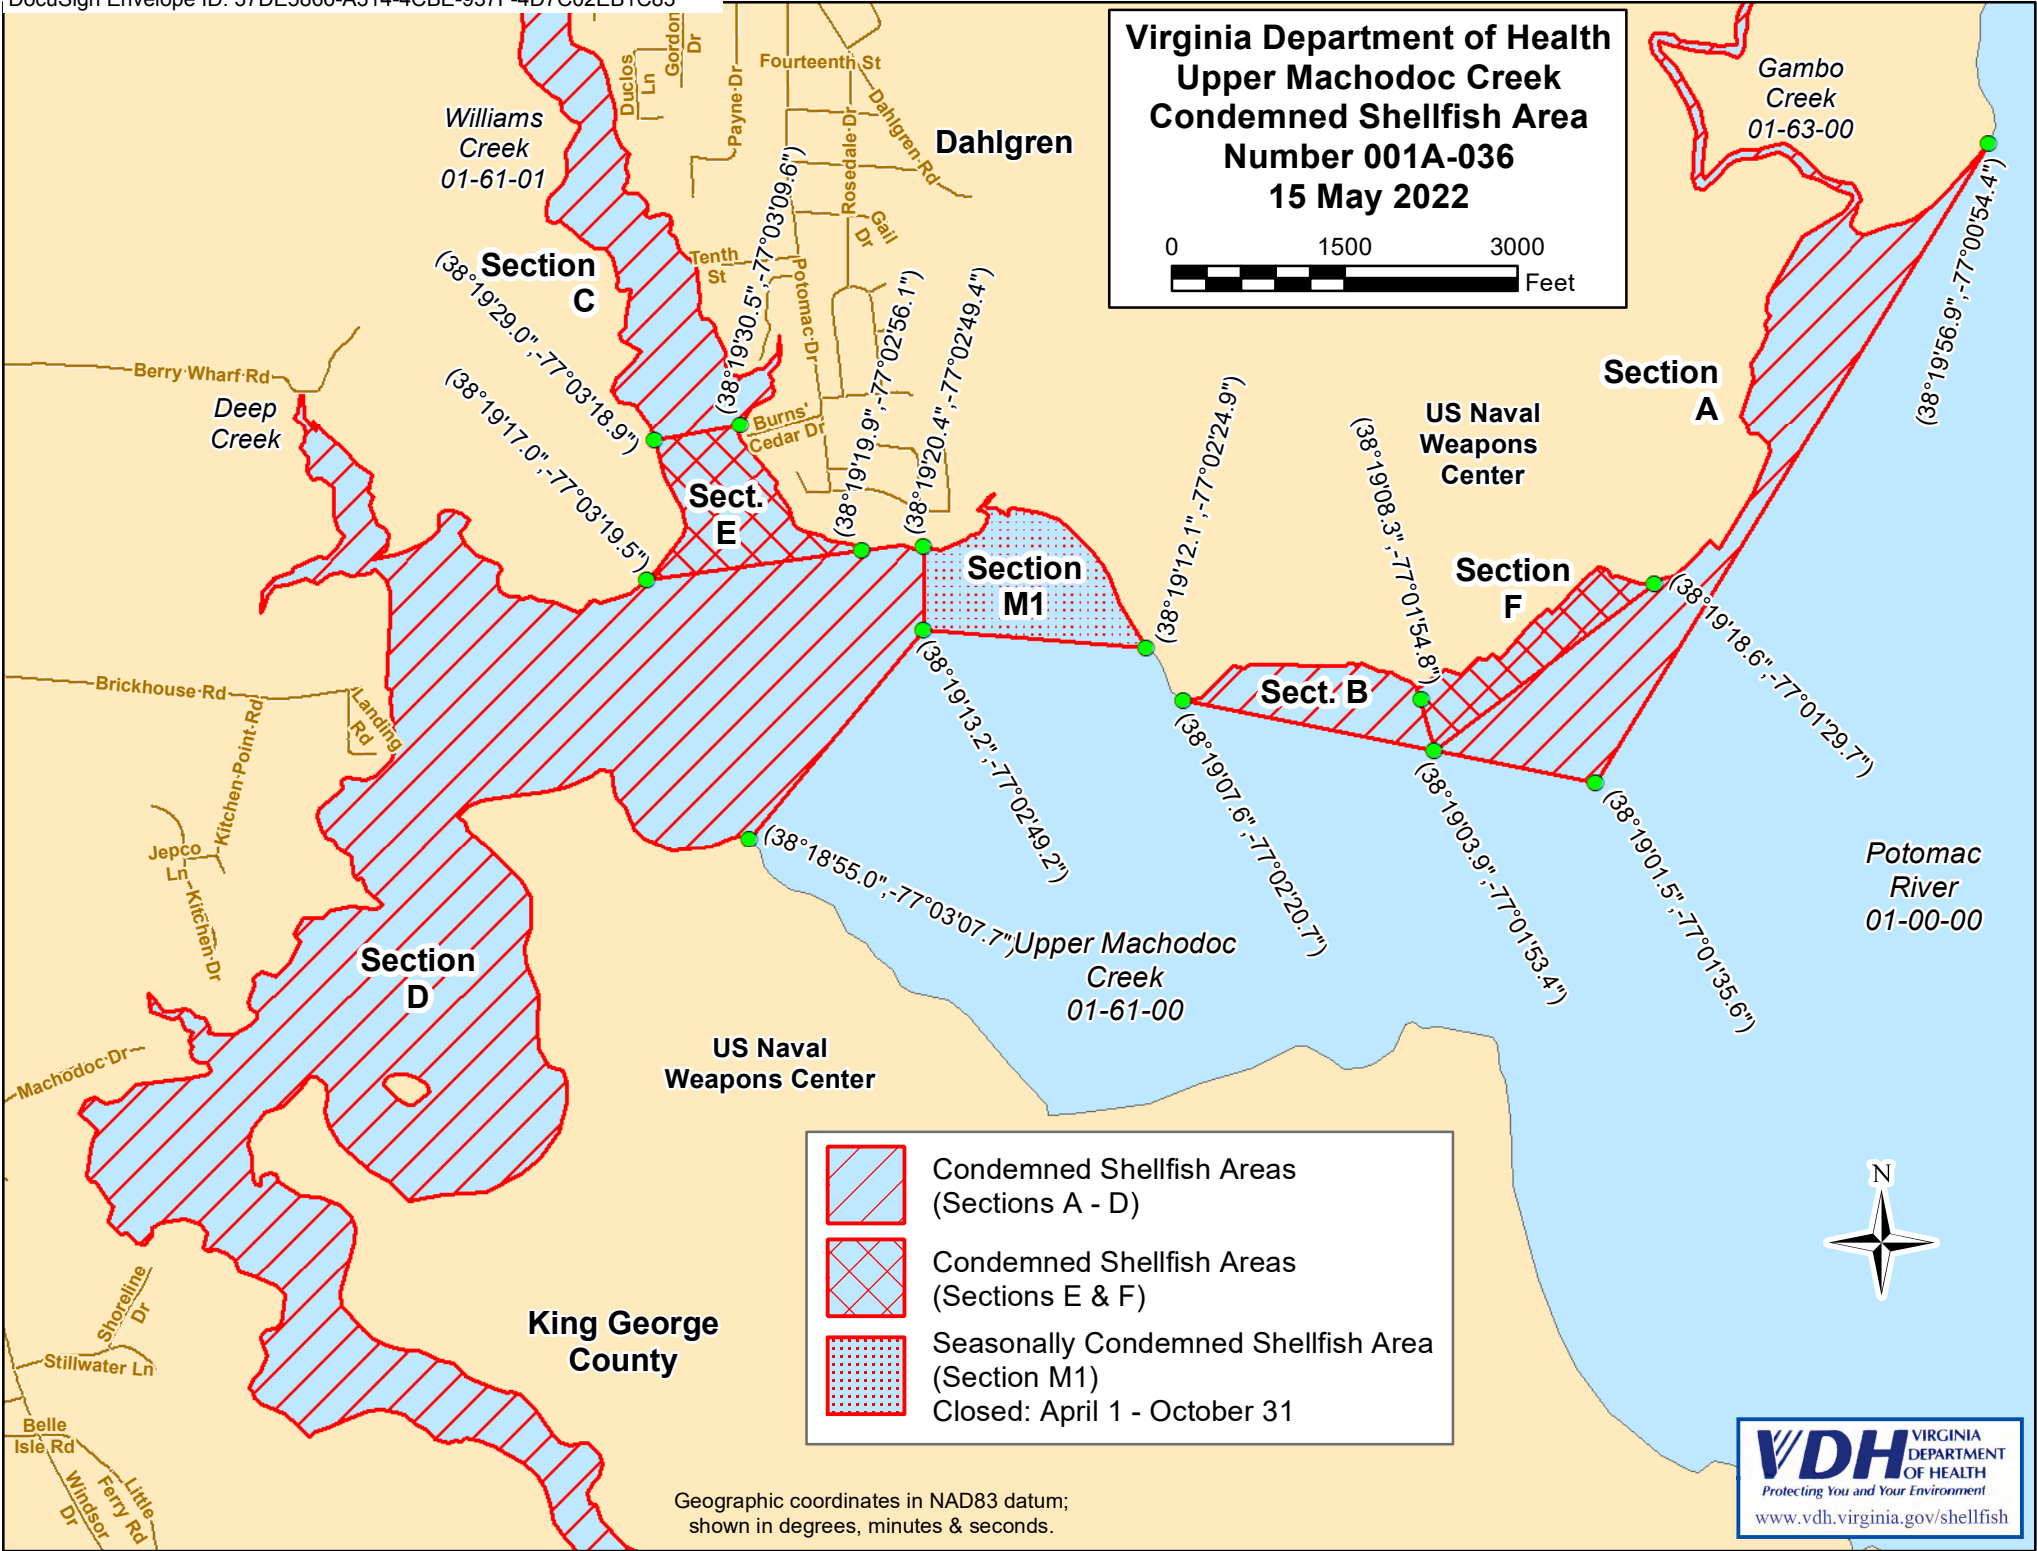 DocuSign Envelope ID: 57DE5866-A314-4CBE-937F-4D7C02EB1C83
Virginia Department of Health
Upper Machodoc Creek
Condemned Shellfish Area
Number 001A-036
15 May 2022
0 1500 3000
Feet
Gambo
Creek
01-63-00
Williams
Creek
01-61-01
Duclos
Ln
Gordon
Dr
Payne Dr
Fourteenth St
Rosedale Dr
Dahlgren Rd
Dahlgren
Gail
Dr
Tenth
St
Potomac Dr
Burns'
Cedar Dr
Section
C
(38°19'29.0",-77°03'18.9")
(38°19'30.5",-77°03'09.6")
(38°19'17.0",-77°03'19.5")
(38°19'19.9",-77°02'56.1")
(38°19'20.4",-77°02'49.4")
(38°19'12.1",-77°02'24.9")
(38°19'08.3",-77°01'54.8")
(38°19'56.9",-77°00'54.4")
Berry Wharf Rd
Deep
Creek
Section
A
US Naval
Weapons
Center
Sect.
E
Section
M1
Section
F
Sect. B
(38°19'18.6",-77°01'29.7")
(38°19'13.2",-77°02'49.2")
(38°19'07.6",-77°02'20.7")
(38°19'03.9",-77°01'53.4")
(38°19'01.5",-77°01'35.6")
(38°18'55.0",-77°03'07.7")
Brickhouse Rd
Landing
Rd
Kitchen Point Rd
Jepco
Ln
Kitchen Dr
Potomac
River
01-00-00
Upper Machodoc
Creek
01-61-00
Section
D
Machodoc Dr
US Naval
Weapons Center
Condemned Shellfish Areas
(Sections A - D)
Condemned Shellfish Areas
(Sections E & F)
Seasonally Condemned Shellfish Area
(Section M1)
Closed: April 1 - October 31
N
Shoreline
Dr
Stillwater Ln
King George
County
Belle
Isle Rd
Windsor
Dr
Little
Ferry Rd
Geographic coordinates in NAD83 datum;
shown in degrees, minutes & seconds.
VDH VIRGINIA
DEPARTMENT
OF HEALTH
Protecting You and Your Environment
www.vdh.virginia.gov/shellfish